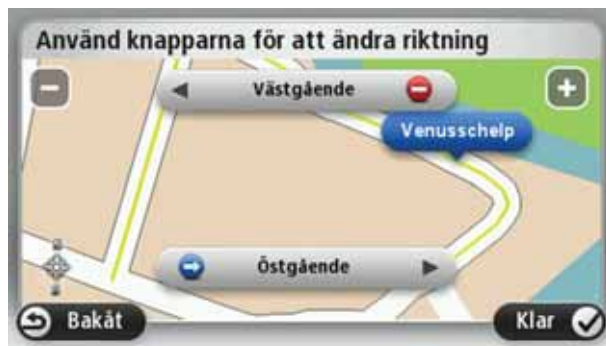 Använd knapparna för att ändra riktning
Västgående
Venusschelp
Östgående
Bakåt
Klar